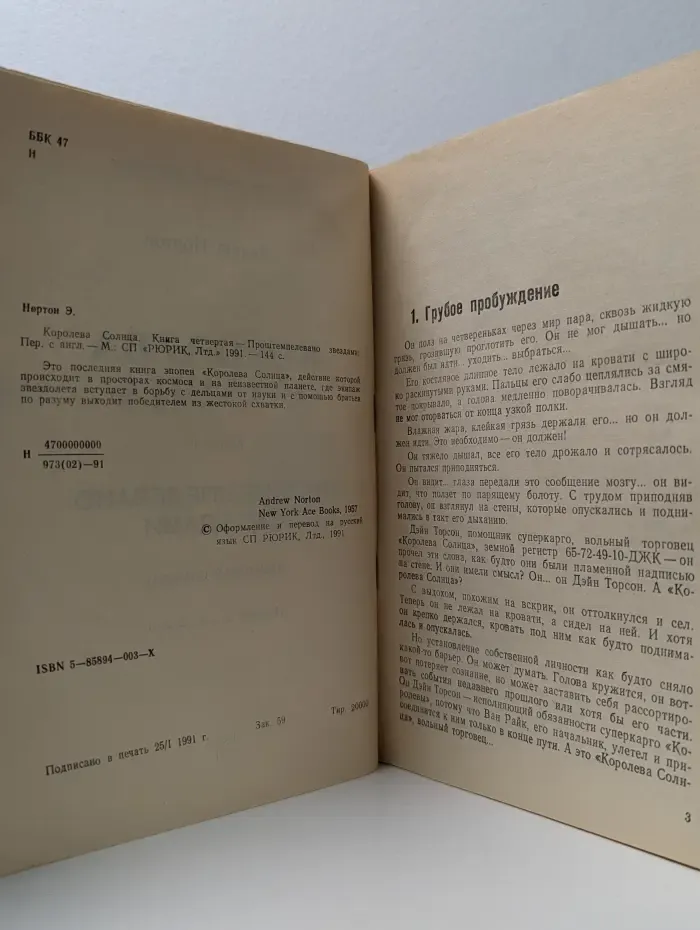 ББК 47
Н
Нертон Э.
Королева Солнца. Книга четвертая — Проштемпелевано звездами:
Пер. с англ. — М.: СП «РЮРИК, Лтд.» 1991. — 144 с.
Это последняя книга эпопеи «Королева Солнца», действие которой
происходит в просторах космоса и на неизвестной планете, где экипаж
звездолета вступает в борьбу с дельцами от науки и с помощью братьев
по разуму выходит победителем из жестокой схватки.
Н 4700000000
973(02)—91
Andrew Norton
New York Ace Books, 1957
© Оформление и перевод на русский
язык СП РЮРИК, Лтд., 1991
ISBN 5—85894—003—X
Подписано в печать 25/I 1991 г. Зак. 59 Тир. 20000
1. Грубое пробуждение
Он полз на четвереньках через мир пара, сквозь жидкую
грязь, грозившую проглотить его. Он не мог дышать... но
должен был идти... уходить... выбраться...
Его костлявое длинное тело лежало на кровати с широ-
ко раскинутыми руками. Пальцы его слабо цеплялись за смя-
тое покрывало, а голова медленно поворачивалась. Взгляд
не мог оторваться от конца узкой полки.
Влажная жара, клейкая грязь держали его... но он дол-
жен идти. Это необходимо — он должен!
Он тяжело дышал, все его тело дрожало и сотрясалось.
Он пытался приподняться.
Он видит... глаза передали это сообщение мозгу... он ви-
дит, что ползет по парящему болоту. С трудом приподняв
голову, он взглянул на стены, которые опускались и подни-
мались в такт его дыханию.
Дэйн Торсон, помощник суперкарго, вольный торговец
«Королева Солнца», земной регистр 65-72-49-10-ДЖК — он
прочел эти слова, как будто они были пламенной надписью
на стене. И они имели смысл? Он... он Дэйн Торсон. А «Ко-
ролева Солнца»?
С выдохом, похожим на вскрик, он оттолкнулся и сел.
Теперь он не лежал на кровати, а сидел на ней. И хотя
он крепко держался, кровать под ним как будто поднима-
лась и опускалась.
Но установление собственной личности как будто сняло
какой-то барьер. Он может думать. Голова кружится, он вот-
вот потеряет сознание, но может заставить себя рассортиро-
вать события недавнего прошлого или хотя бы его части.
Он Дэйн Торсон — исполняющий обязанности суперкарго «Ко-
ролевы», потому что Ван Райк, его начальник, улетел и при-
соединится к ним только в конце пути. А это «Королева Солн-
ца», вольный торговец...
3